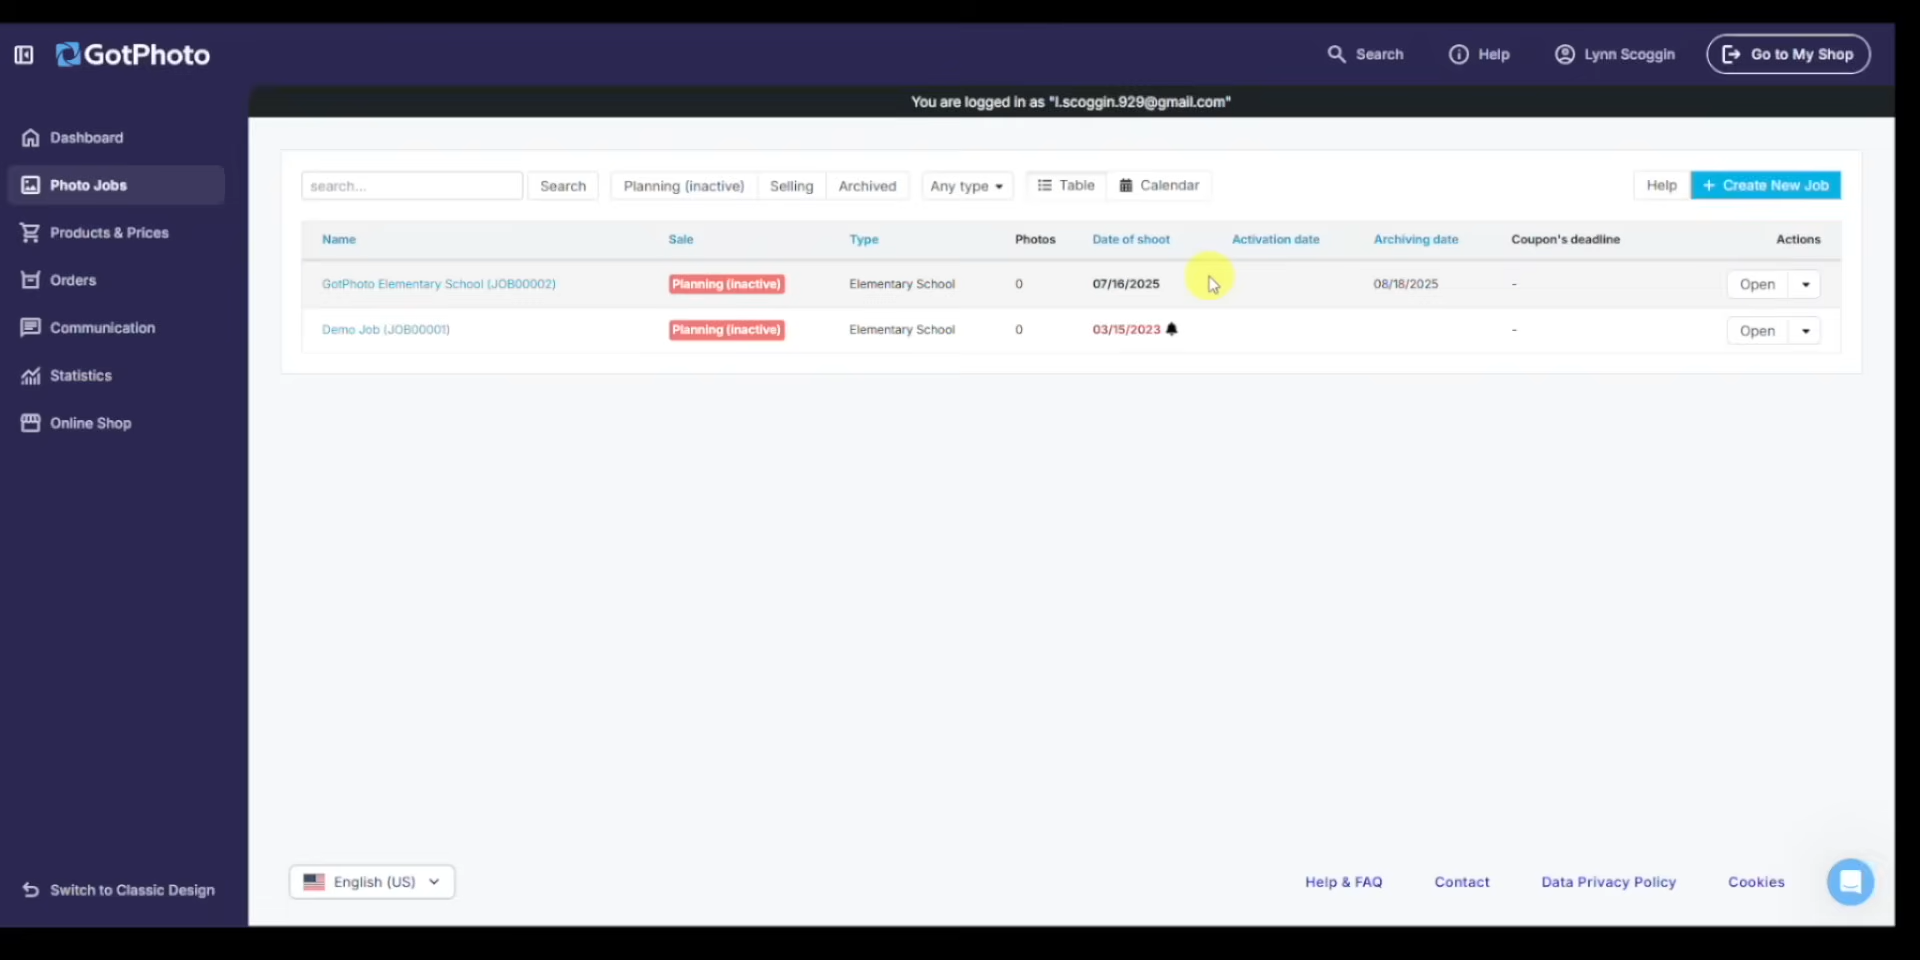 GotPhoto
Search
Help
Lynn Scoggin
Go to My Shop
You are logged in as "l.scoggin.929@gmail.com"
Dashboard
Photo Jobs
Products & Prices
Orders
Communication
Statistics
Online Shop
Switch to Classic Design
search...
Search
Planning (inactive)
Selling
Archived
Any type
Table
Calendar
Help
+ Create New Job
Name Sale Type Photos Date of shoot Activation date Archiving date Coupon's deadline Actions
GotPhoto Elementary School (JOB00002) Planning (inactive) Elementary School 0 07/16/2025 08/18/2025 - Open
Demo Job (JOB00001) Planning (inactive) Elementary School 0 03/15/2023 - Open
English (US)
Help & FAQ
Contact
Data Privacy Policy
Cookies